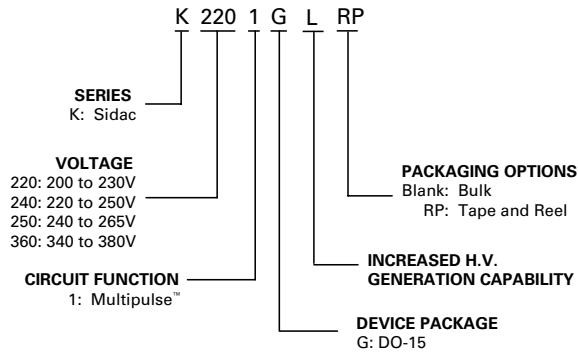 K 220 1 G L RP
SERIES
K: Sidac
VOLTAGE
220: 200 to 230V
240: 220 to 250V
250: 240 to 265V
360: 340 to 380V
CIRCUIT FUNCTION
1: Multipulse™
PACKAGING OPTIONS
Blank: Bulk
RP: Tape and Reel
INCREASED H.V.
GENERATION CAPABILITY
DEVICE PACKAGE
G: DO-15